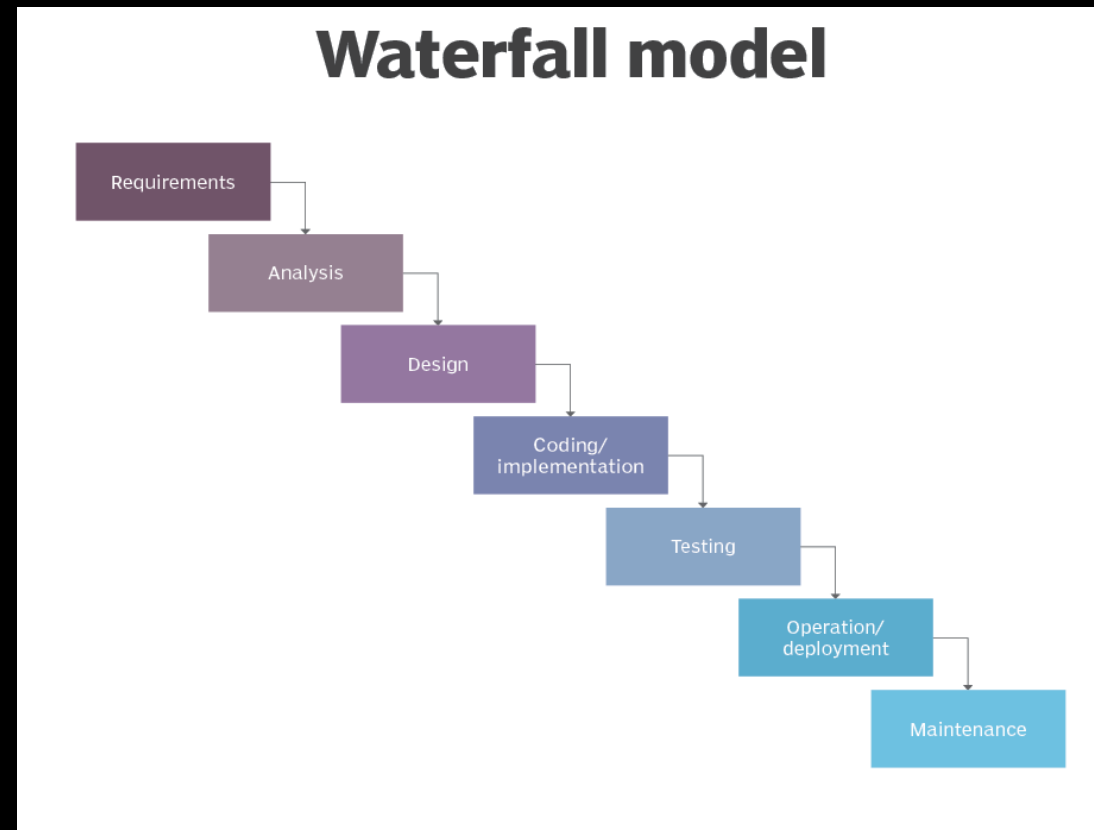 Waterfall model
Requirements
Analysis
Design
Coding/
implementation
Testing
Operation/
deployment
Maintenance